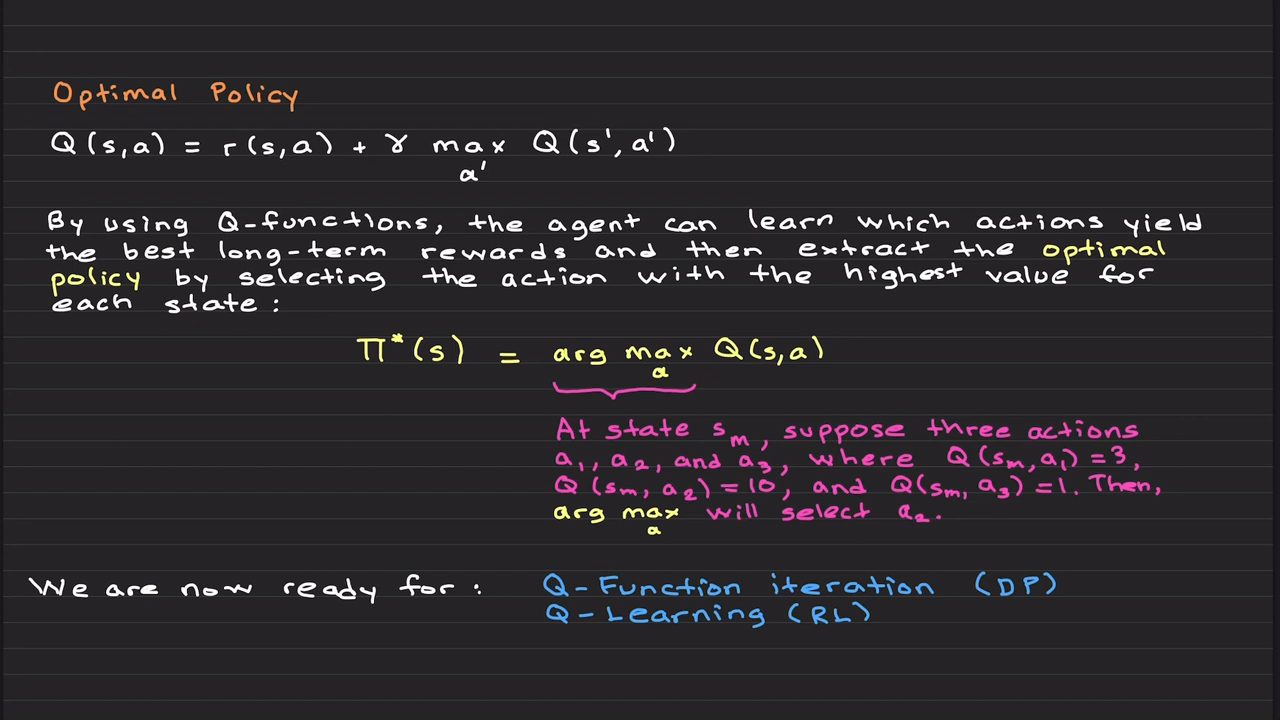 Optimal Policy
Q(s,a) = r(s,a) + γ max Q(s', a')
a'
By using Q-functions, the agent can learn which actions yield
the best long-term rewards and then extract the optimal
policy by selecting the action with the highest value for
each state:
π*(s) = arg max Q(s,a)
a
At state sₘ, suppose three actions
a₁, a₂, and a₃, where Q(sₘ,a₁)=3,
Q(sₘ, a₂)=10, and Q(sₘ, a₃)=1. Then,
arg max will select a₂.
a
We are now ready for: Q-Function iteration (DP)
Q-Learning (RL)